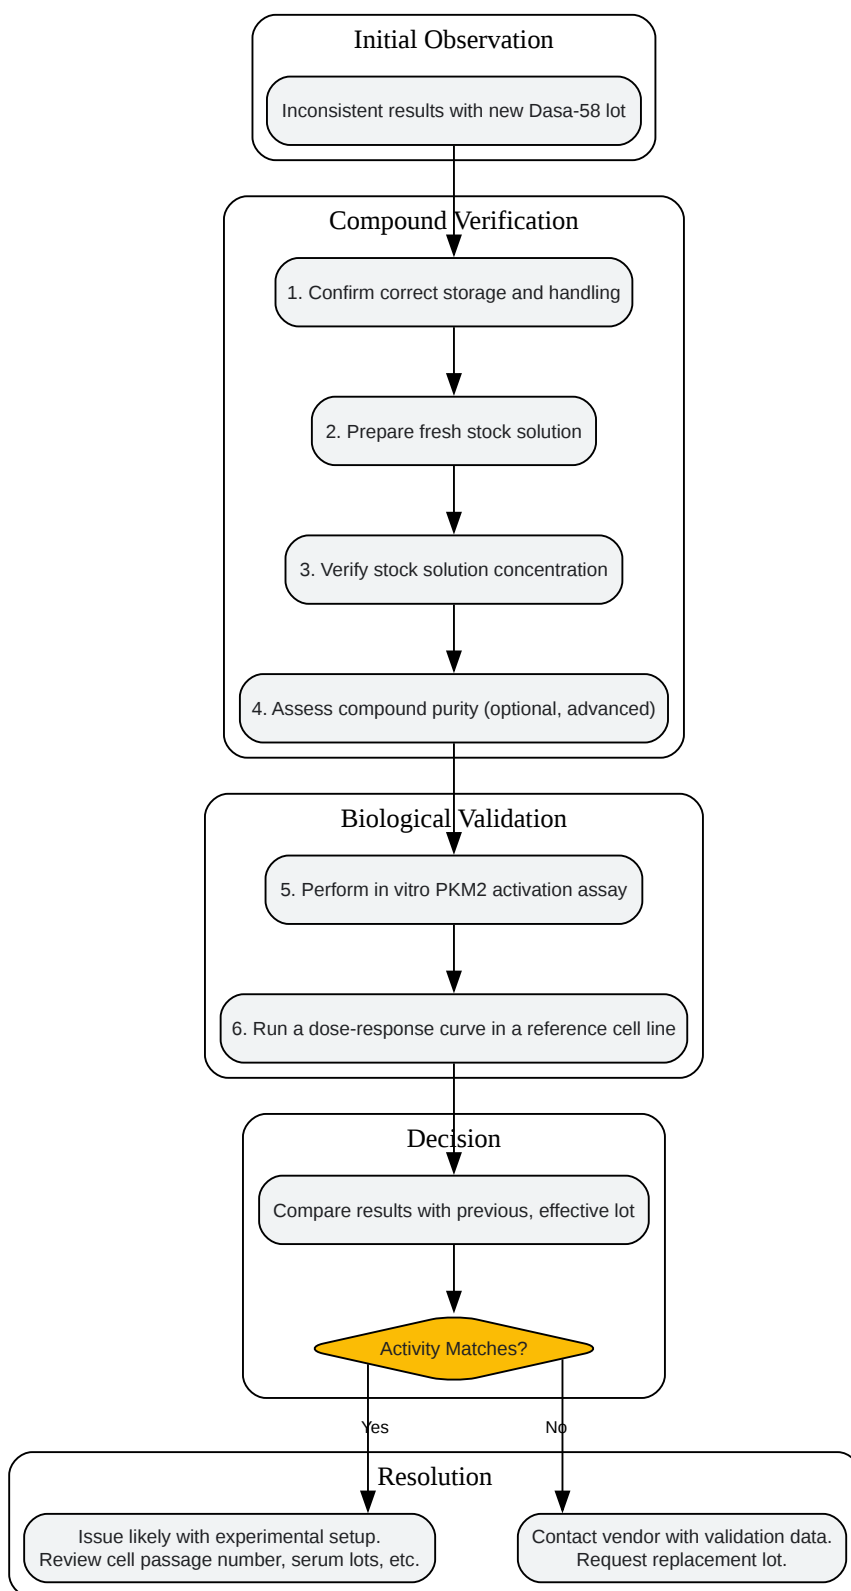 Initial Observation
Inconsistent results with new Dasa-58 lot
Compound Verification
1. Confirm correct storage and handling
2. Prepare fresh stock solution
3. Verify stock solution concentration
4. Assess compound purity (optional, advanced)
Biological Validation
5. Perform in vitro PKM2 activation assay
6. Run a dose-response curve in a reference cell line
Decision
Compare results with previous, effective lot
Activity Matches?
Yes
No
Resolution
Issue likely with experimental setup.
Review cell passage number, serum lots, etc.
Contact vendor with validation data.
Request replacement lot.